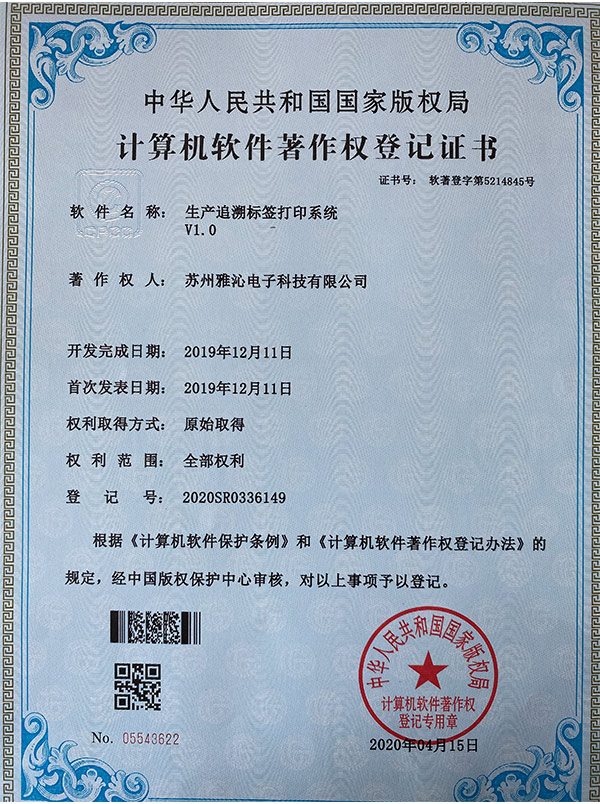 中华人民共和国国家版权局
计算机软件著作权登记证书
证书号： 软著登字第5214845号
CPCC
软件名称： 生产追溯标签打印系统
V1.0
著作权人： 苏州雅沁电子科技有限公司
开发完成日期： 2019年12月11日
首次发表日期： 2019年12月11日
权利取得方式： 原始取得
权利范围： 全部权利
登记号： 2020SR0336149
根据《计算机软件保护条例》和《计算机软件著作权登记办法》的
规定，经中国版权保护中心审核，对以上事项予以登记。
中华人民共和国国家版权局
计算机软件著作权
登记专用章
No. 05543622
2020年04月15日